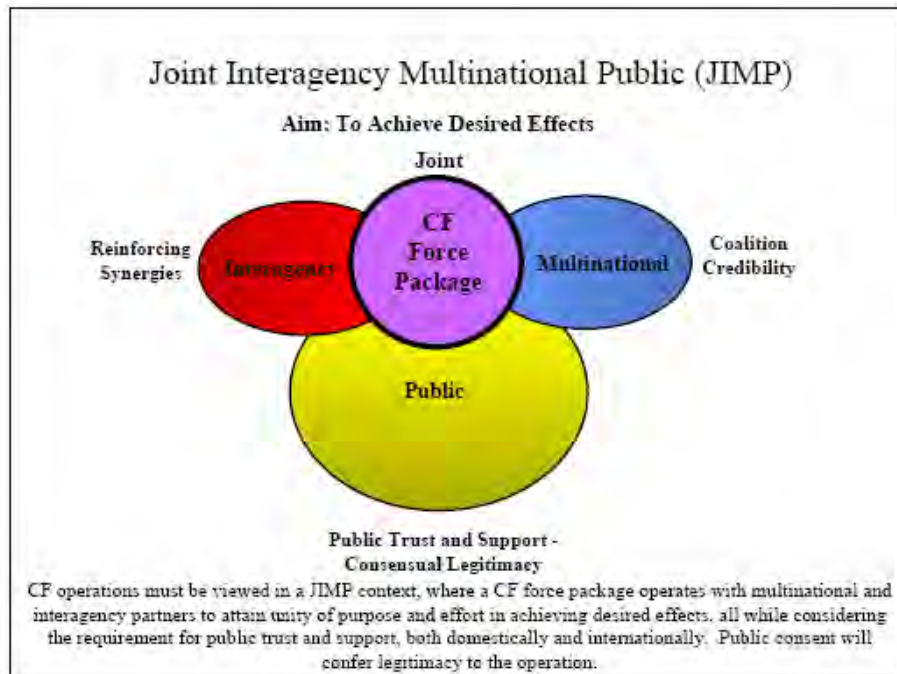 Joint Interagency Multinational Public (JIMP)
Aim: To Achieve Desired Effects
Joint
CF
Force
Package
Reinforcing
Synergies
Interagency
Multinational
Coalition
Credibility
Public
Public Trust and Support -
Consensual Legitimacy
CF operations must be viewed in a JIMP context, where a CF force package operates with multinational and
interagency partners to attain unity of purpose and effort in achieving desired effects, all while considering
the requirement for public trust and support, both domestically and internationally. Public consent will
confer legitimacy to the operation.